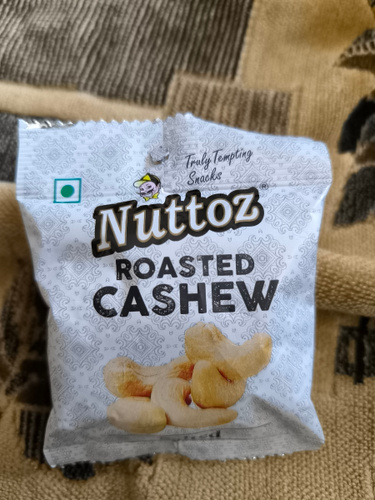 Truly Tempting
Snacks
Nuttoz
ROASTED
CASHEW